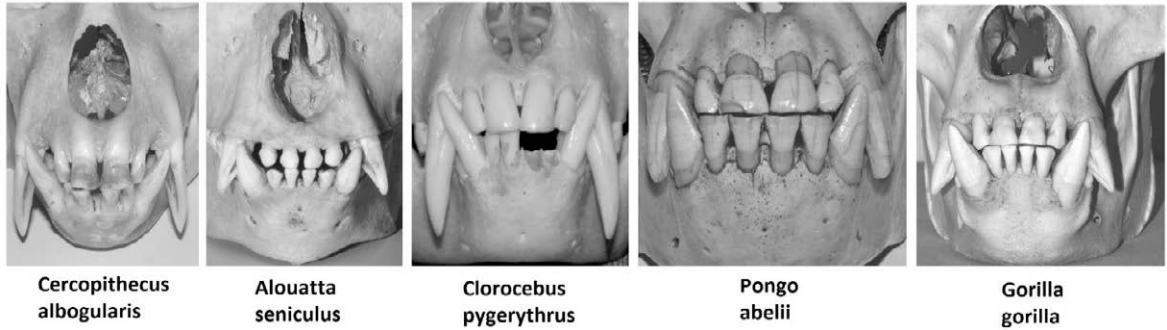 Cercopithecus
albogularis
Alouatta
seniculus
Clorocebus
pygerythrus
Pongo
abelii
Gorilla
gorilla